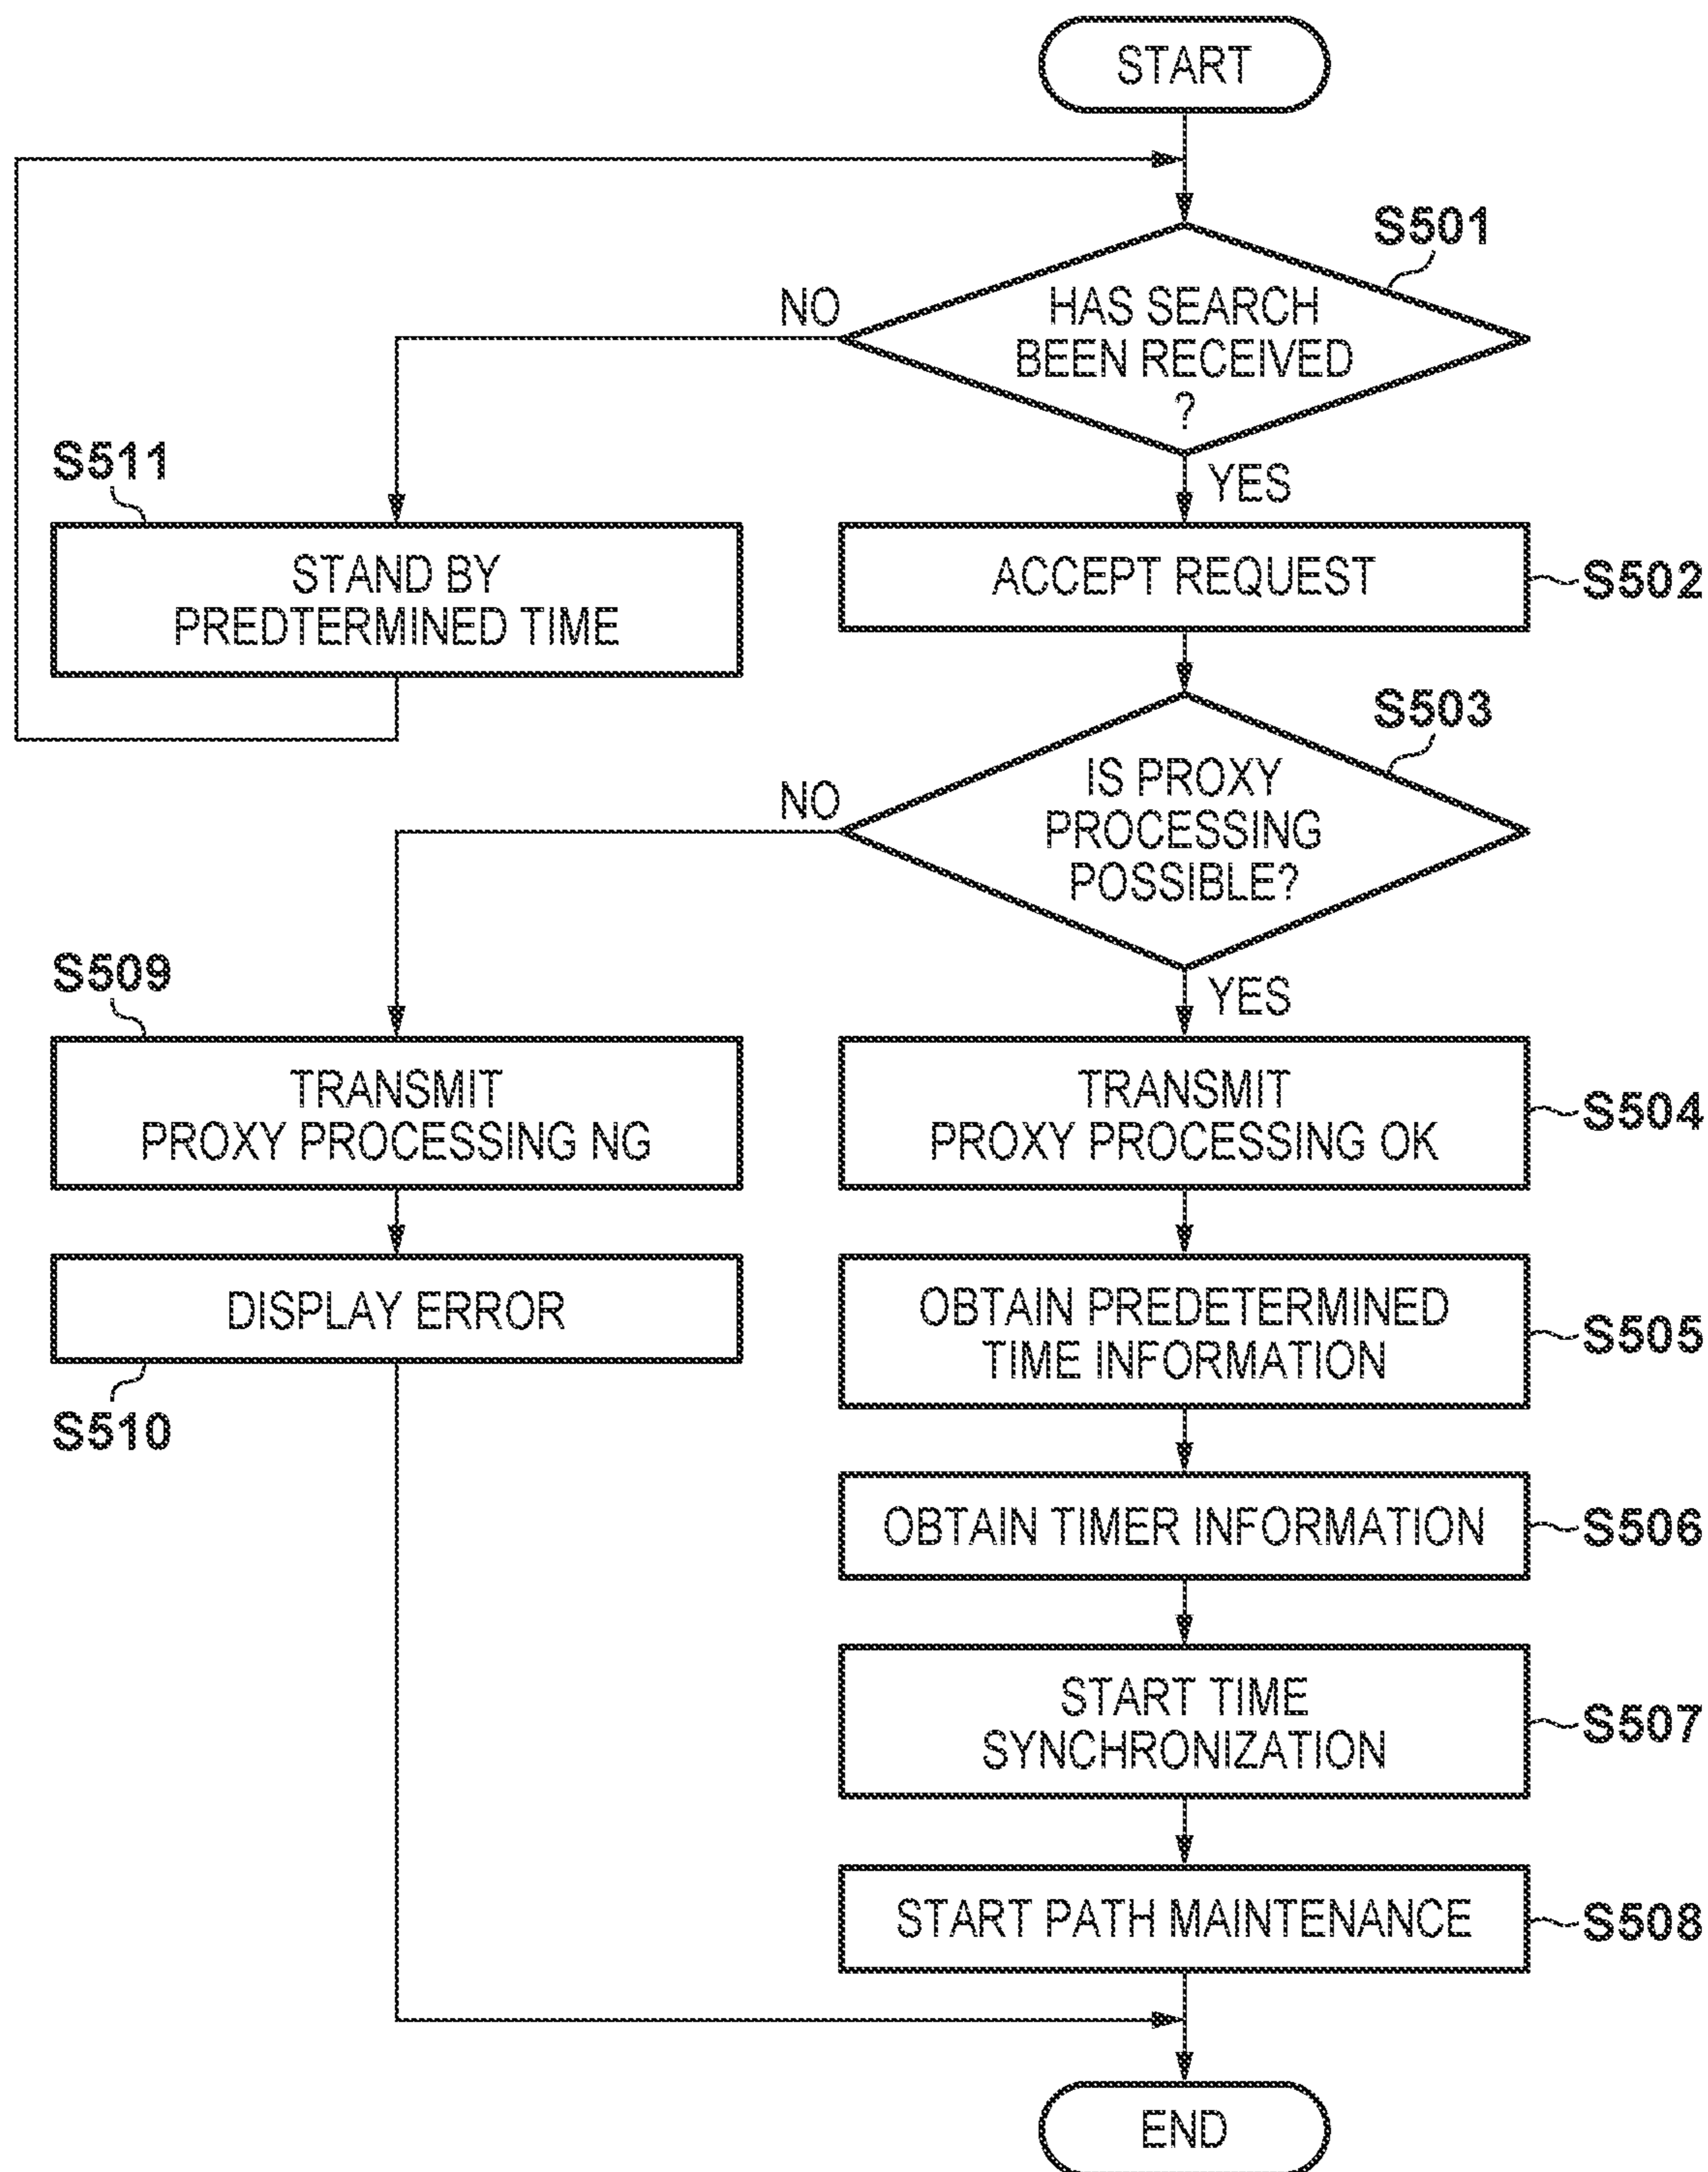 START
S501
NO
HAS SEARCH
BEEN RECEIVED
?
S511
YES
STAND BY
PREDTERMINED TIME
ACCEPT REQUEST
S502
S503
NO
IS PROXY
PROCESSING
POSSIBLE?
S509
YES
TRANSMIT
PROXY PROCESSING NG
TRANSMIT
PROXY PROCESSING OK
S504
DISPLAY ERROR
S510
OBTAIN PREDETERMINED
TIME INFORMATION
S505
OBTAIN TIMER INFORMATION
S506
START TIME
SYNCHRONIZATION
S507
START PATH MAINTENANCE
S508
END